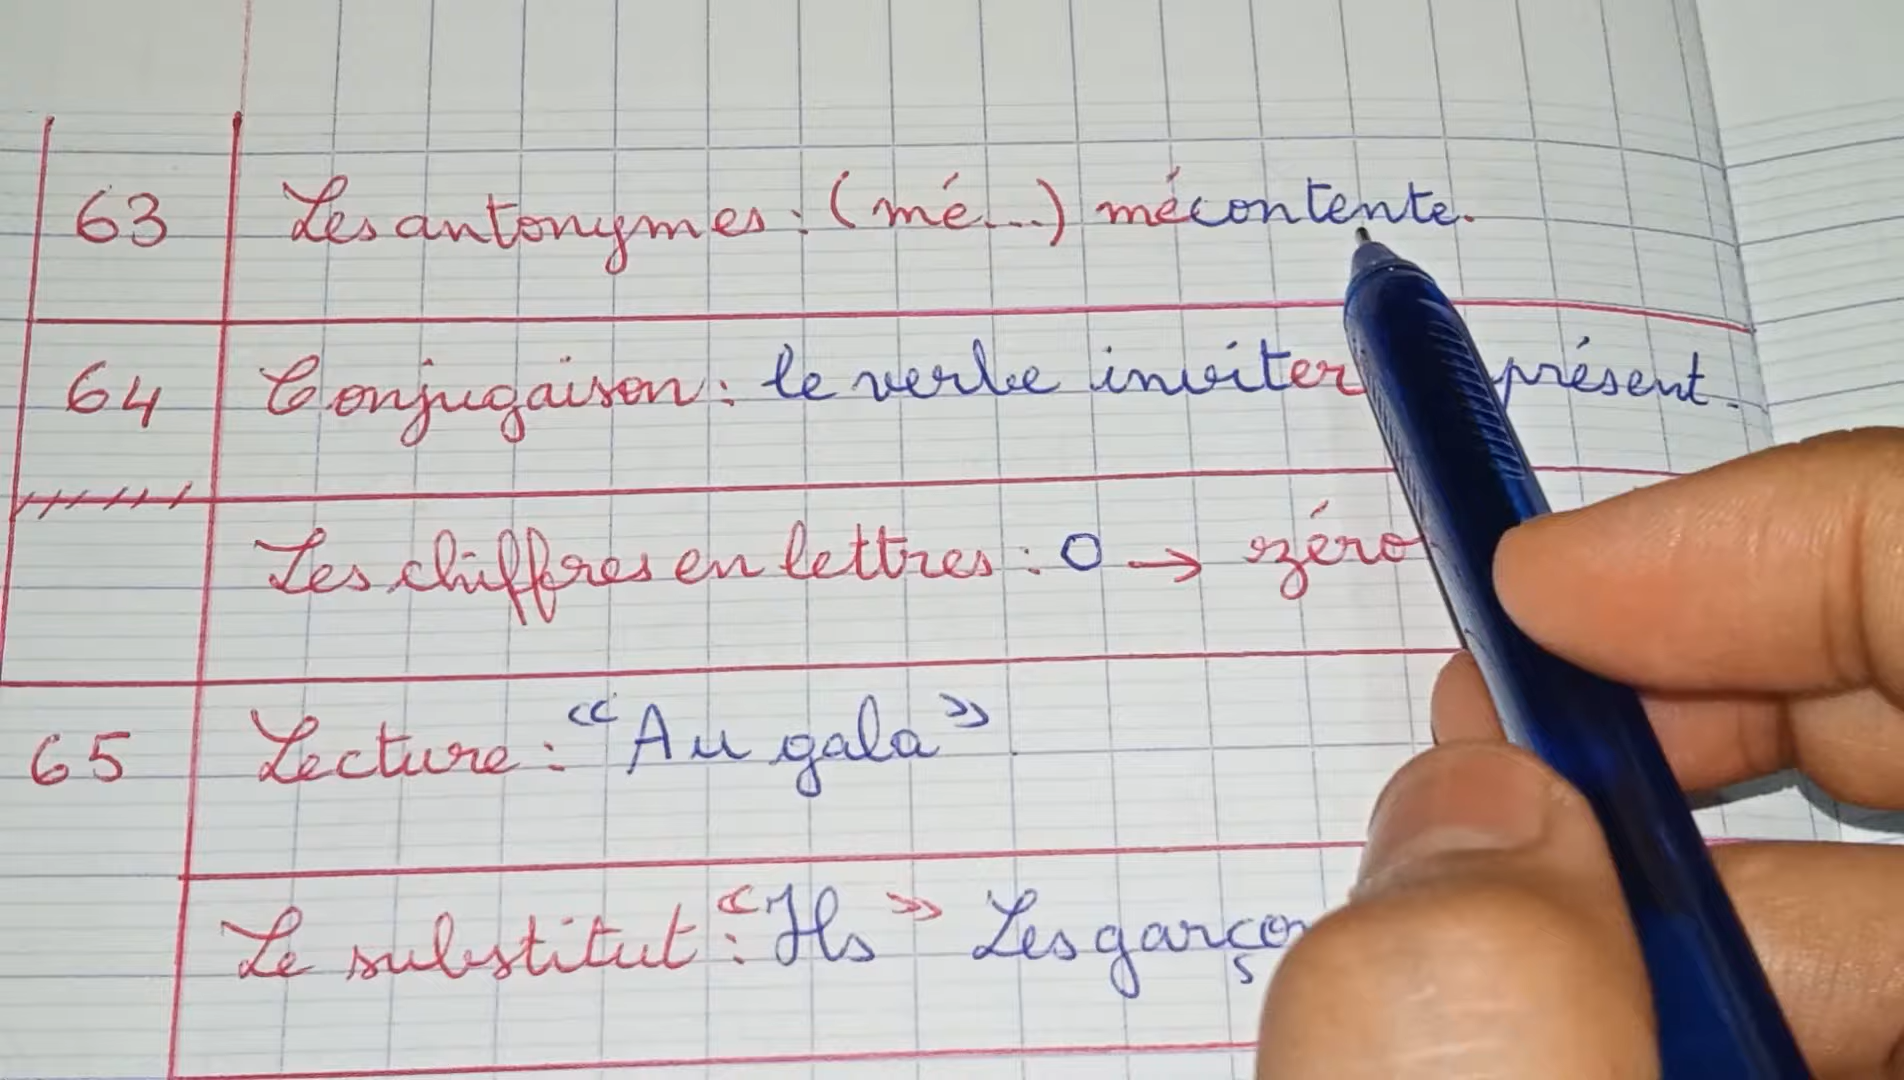 63 Les antonymes : (mé...) mécontente.
64 Conjugaison : le verbe inviter présent.
Les chiffres en lettres : 0 → zéro
65 Lecture : « Au gala ».
Le substitut : « Ils » Les